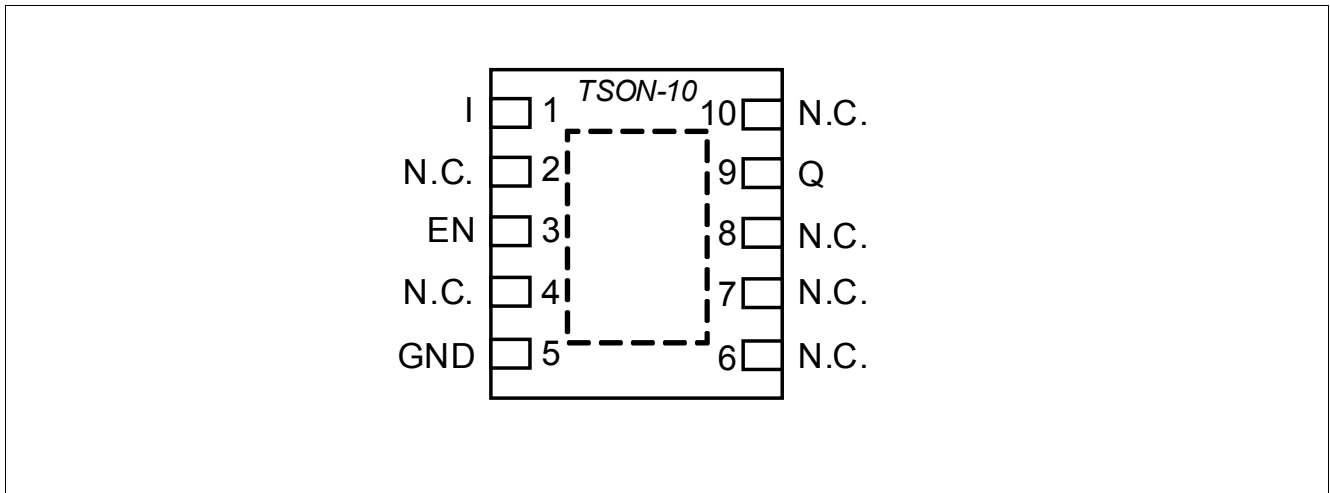 TSON-10
I 1 10 N.C.
N.C. 2 9 Q
EN 3 8 N.C.
N.C. 4 7 N.C.
GND 5 6 N.C.